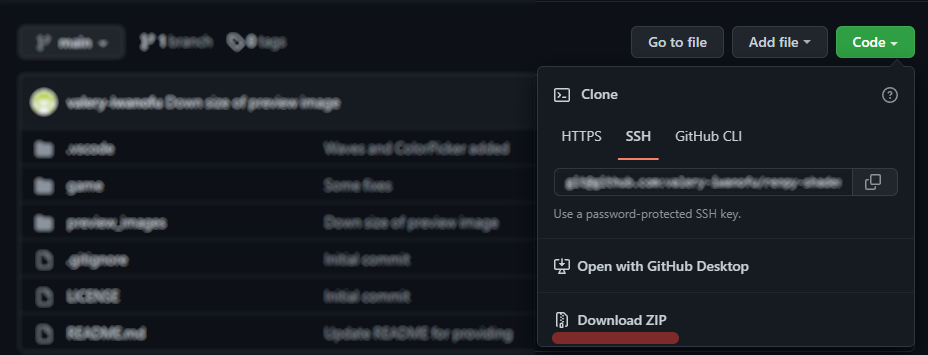 main 1 branch 0 tags Go to file Add file Code
valery-iwanofu Down size of preview image
Clone
HTTPS SSH GitHub CLI
.vscode Waves and ColorPicker added
git@github.com:valery-iwanofu/renpy-shader
game Some fixes
Use a password-protected SSH key.
preview_images Down size of preview image
.gitignore Initial commit
Open with GitHub Desktop
LICENSE Initial commit
Download ZIP
README.md Update README for providing